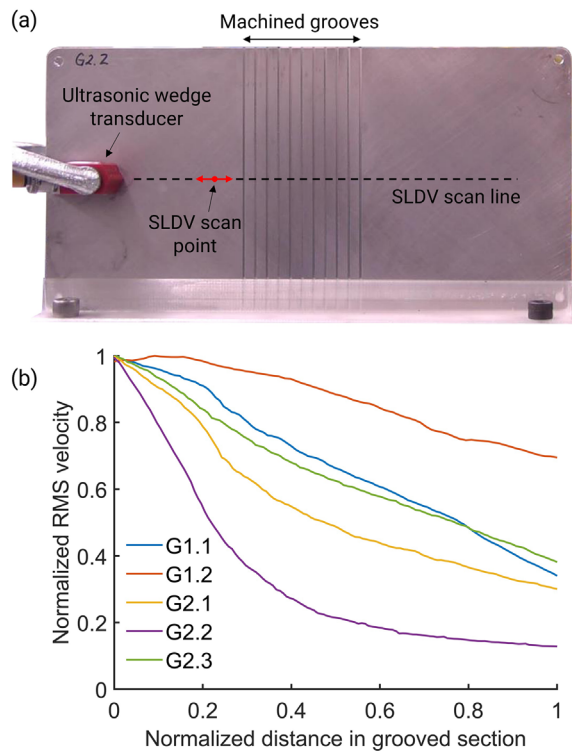 (a)
Machined grooves
G2.2
Ultrasonic wedge
transducer
SLDV scan
point
SLDV scan line
(b)
Normalized RMS velocity
1
0.8
0.6
0.4
0.2
0
G1.1
G1.2
G2.1
G2.2
G2.3
0
0.2
0.4
0.6
0.8
1
Normalized distance in grooved section